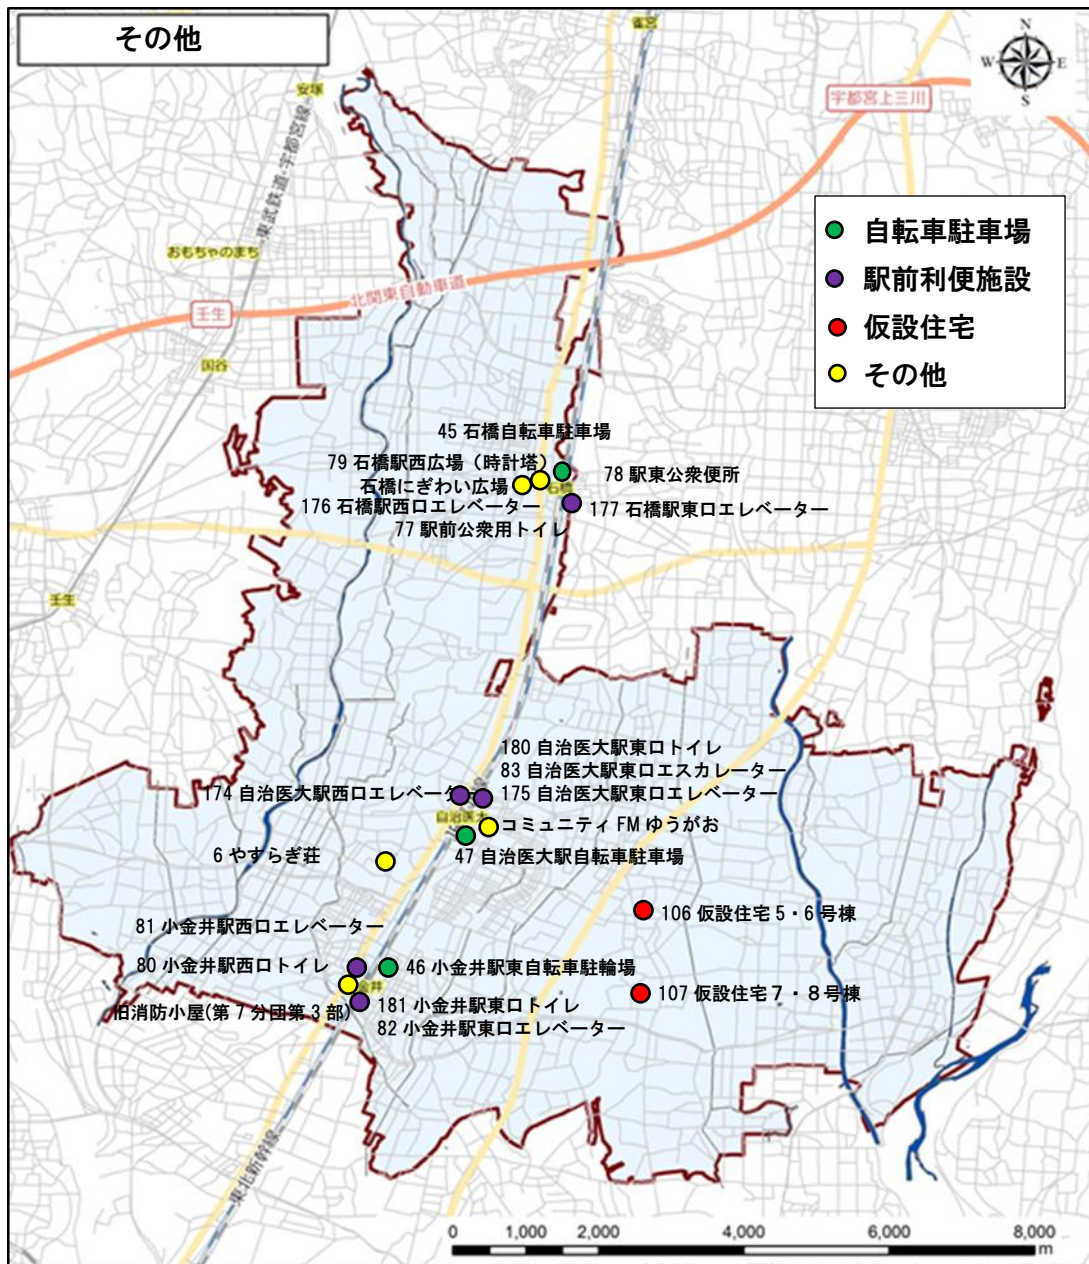 その他
雀宮
N
W
E
S
安塚
宇都宮上三川
東武鉄道・宇都宮線
おもちゃのまち
北関東自動車道
壬生
国谷
自転車駐車場
駅前利便施設
仮設住宅
その他
45 石橋自転車駐車場
79 石橋駅西広場（時計塔）
78 駅東公衆便所
石橋にぎわい広場
石橋
176 石橋駅西口エレベーター
177 石橋駅東口エレベーター
77 駅前公衆用トイレ
壬生
180 自治医大駅東口トイレ
83 自治医大駅東口エスカレーター
174 自治医大駅西口エレベーター
175 自治医大駅東口エレベーター
自治医大
コミュニティ FM ゆうがお
47 自治医大駅自転車駐車場
6 やすらぎ荘
106 仮設住宅 5・6 号棟
81 小金井駅西口エレベーター
80 小金井駅西口トイレ
46 小金井駅東自転車駐輪場
金井
107 仮設住宅７・８号棟
旧消防小屋(第 7 分団第 3 部)
181 小金井駅東口トイレ
82 小金井駅東口エレベーター
東北新幹線
0 1,000 2,000 4,000 6,000 8,000
m